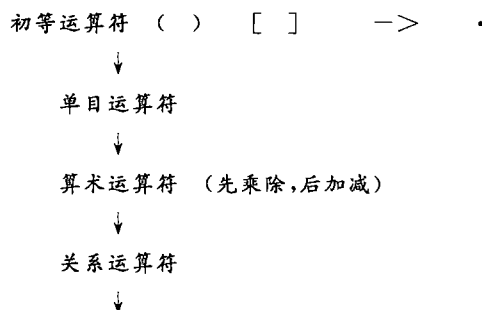 初等运算符 （ ） [ ] —> ·
↓
单目运算符
↓
算术运算符 （先乘除,后加减）
↓
关系运算符
↓